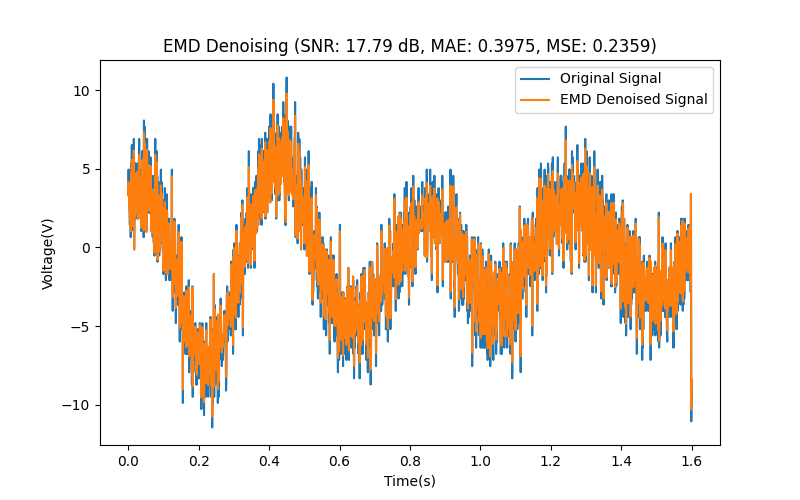 EMD Denoising (SNR: 17.79 dB, MAE: 0.3975, MSE: 0.2359)
Original Signal
EMD Denoised Signal
10
5
0
−5
−10
Voltage(V)
0.0 0.2 0.4 0.6 0.8 1.0 1.2 1.4 1.6
Time(s)